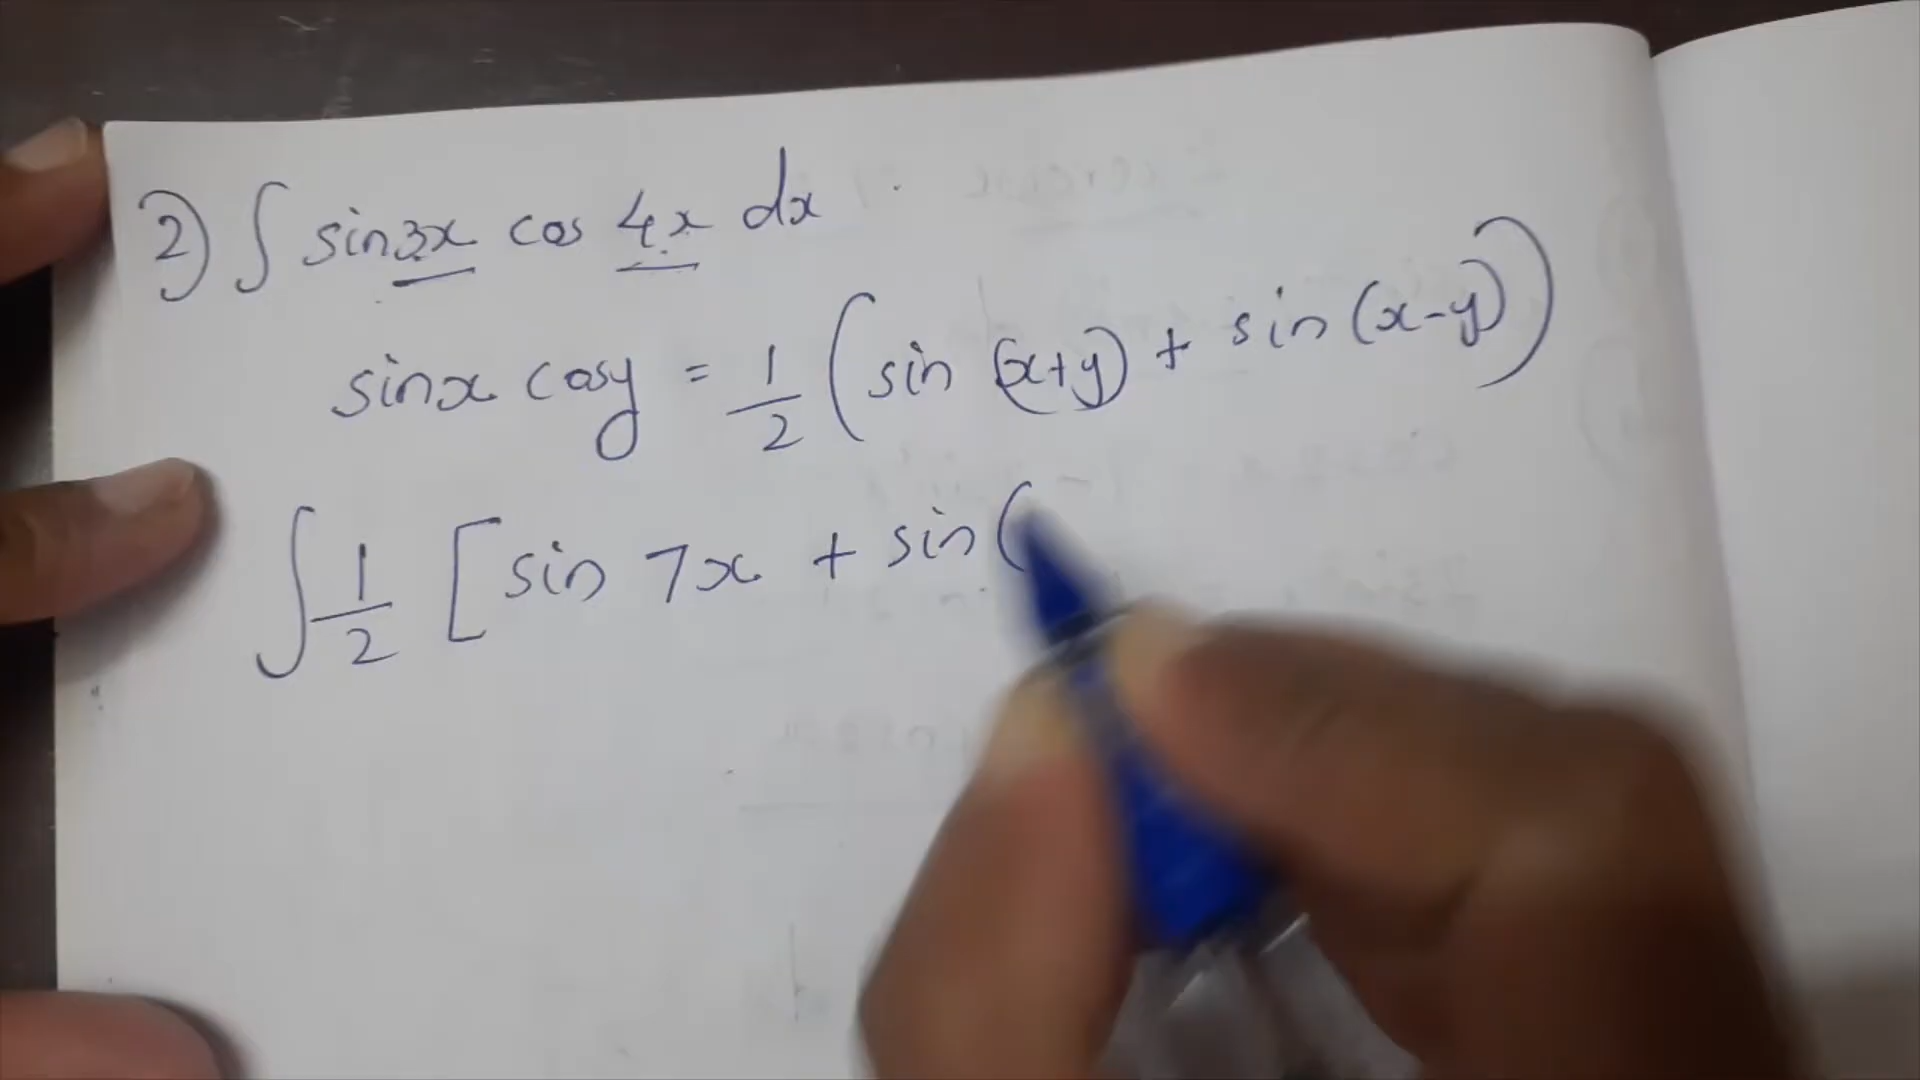 2) ∫ sin3x cos 4x dx
sinx cosy = 1/2 (sin (x+y) + sin (x-y))
∫ 1/2 [sin 7x + sin (